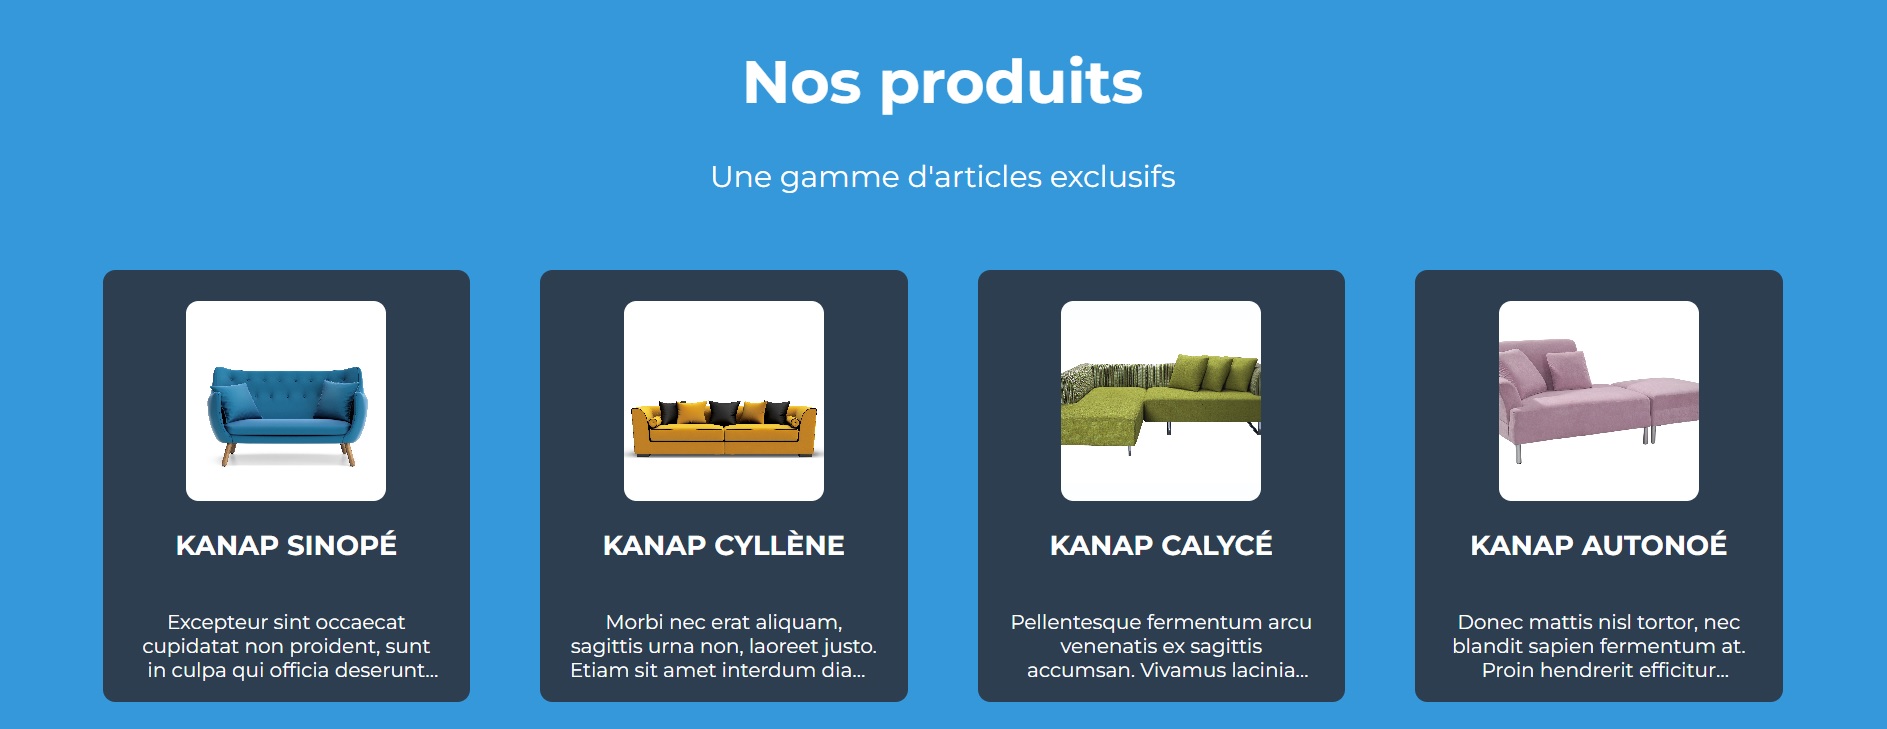 Nos produits
Une gamme d'articles exclusifs
KANAP SINOPÉ
Excepteur sint occaecat
cupidatat non proident, sunt
in culpa qui officia deserunt...
KANAP CYLLÈNE
Morbi nec erat aliquam,
sagittis urna non, laoreet justo.
Etiam sit amet interdum dia...
KANAP CALYCÉ
Pellentesque fermentum arcu
venenatis ex sagittis
accumsan. Vivamus lacinia...
KANAP AUTONOÉ
Donec mattis nisl tortor, nec
blandit sapien fermentum at.
Proin hendrerit efficitur...